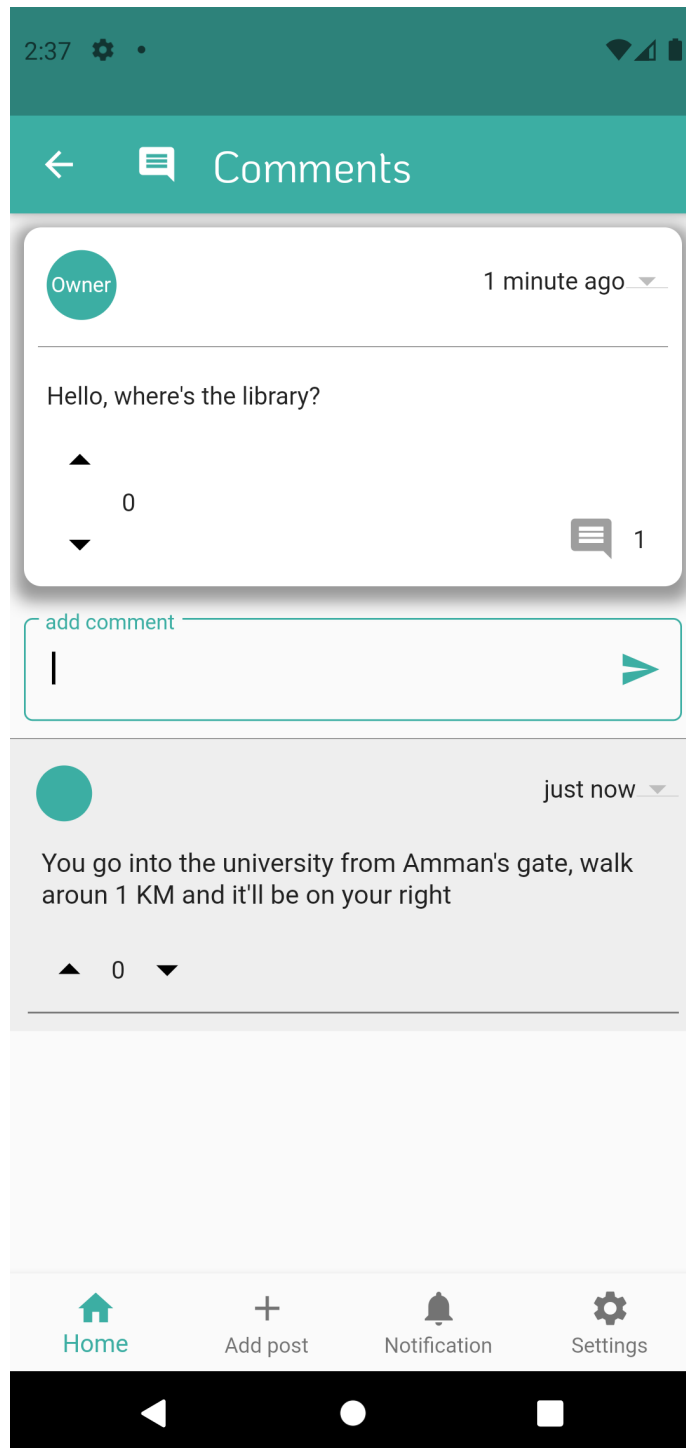 2:37
Comments
Owner
1 minute ago
Hello, where's the library?
0
1
add comment
just now
You go into the university from Amman's gate, walk
aroun 1 KM and it'll be on your right
0
Home
Add post
Notification
Settings